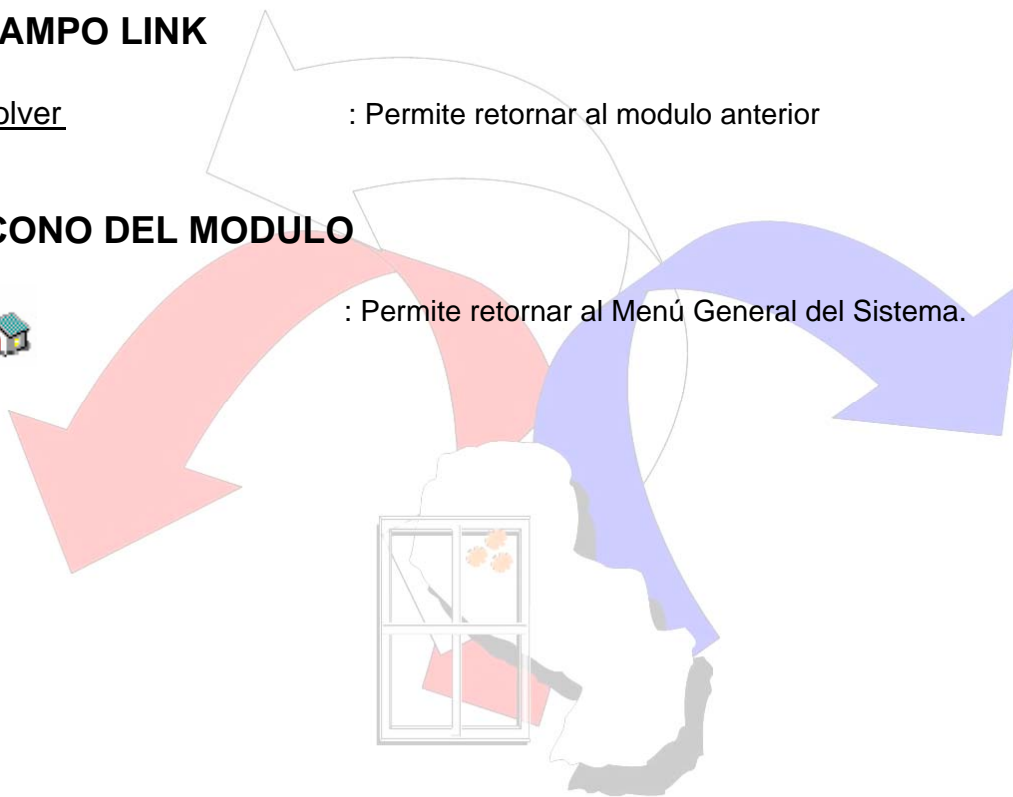 AMPO LINK
olver : Permite retornar al modulo anterior
CONO DEL MODULO
: Permite retornar al Menú General del Sistema.